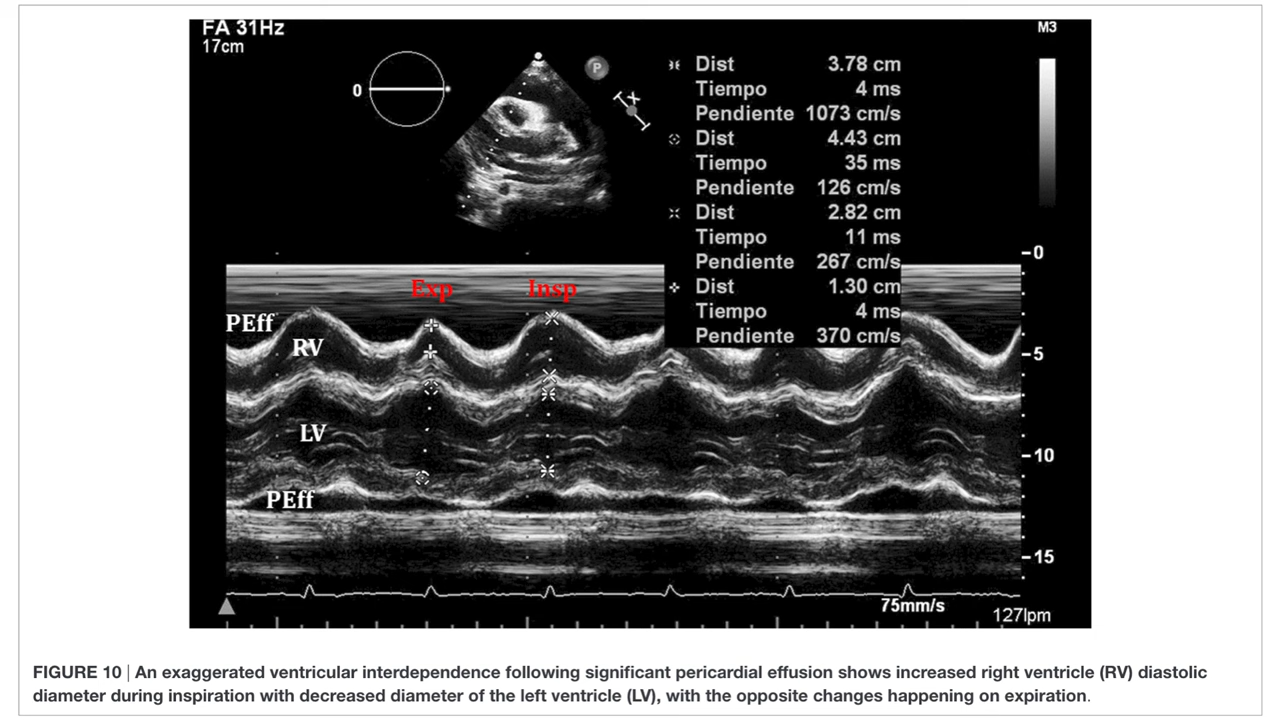 FA 31Hz
17cm
M3
0
P
X
Dist 3.78 cm
Tiempo 4 ms
Pendiente 1073 cm/s
Dist 4.43 cm
Tiempo 35 ms
Pendiente 126 cm/s
Dist 2.82 cm
Tiempo 11 ms
Pendiente 267 cm/s
Dist 1.30 cm
Tiempo 4 ms
Pendiente 370 cm/s
0
Exp Insp
PEff
RV
5
LV
10
PEff
15
75mm/s
127lpm
FIGURE 10 | An exaggerated ventricular interdependence following significant pericardial effusion shows increased right ventricle (RV) diastolic
diameter during inspiration with decreased diameter of the left ventricle (LV), with the opposite changes happening on expiration.